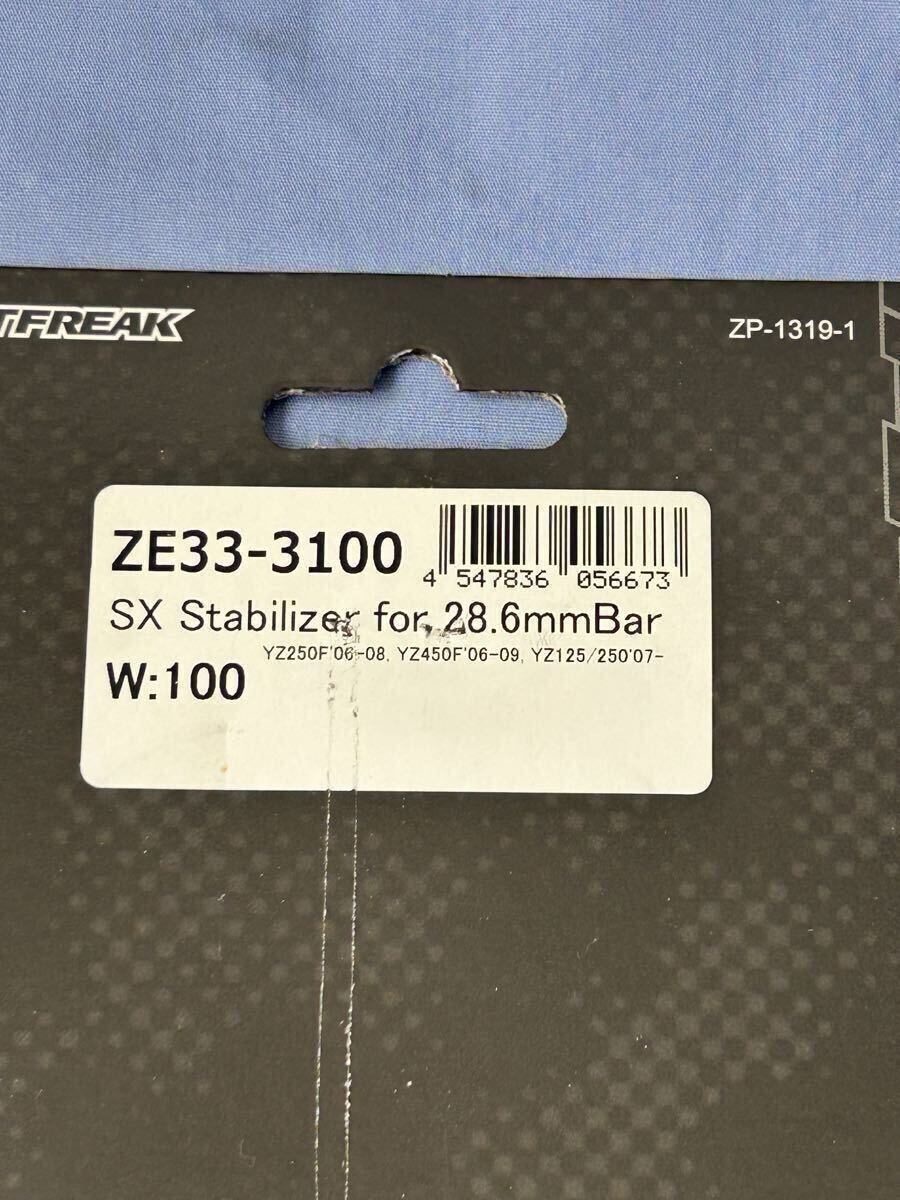 TFREAK
ZP-1319-1
ZE33-3100
4 547836 056673
SX Stabilizer for 28.6mmBar
YZ250F'06-08, YZ450F'06-09, YZ125/250'07-
W:100